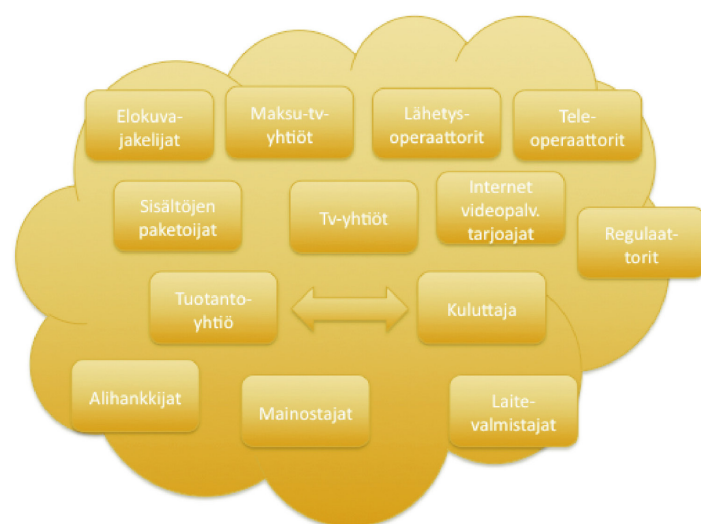 Elokuva-
jakelijat
Maksu-tv-
yhtiöt
Lähetys-
operaattorit
Tele-
operaattorit
Sisältöjen
paketoijat
Tv-yhtiöt
Internet
videopalv.
tarjoajat
Regulaat-
torit
Tuotanto-
yhtiö
Kuluttaja
Alihankkijat
Mainostajat
Laite-
valmistajat